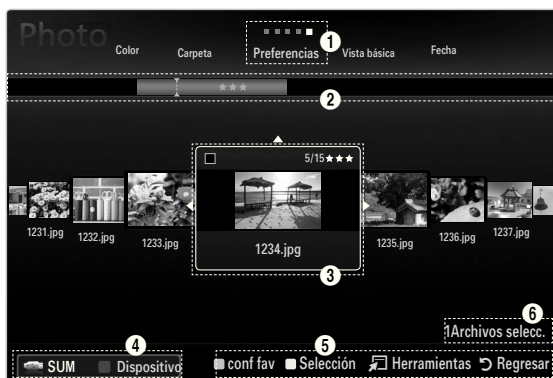 Photo
Color Carpeta Preferencias Vista básica Fecha
1
★★★
2
5/15★★★
1231.jpg 1232.jpg 1233.jpg 1234.jpg 1235.jpg 1236.jpg 1237.jpg
3
6
1Archivos selecc.
4 5
SUM Dispositivo conf fav Selección Herramientas Regresar